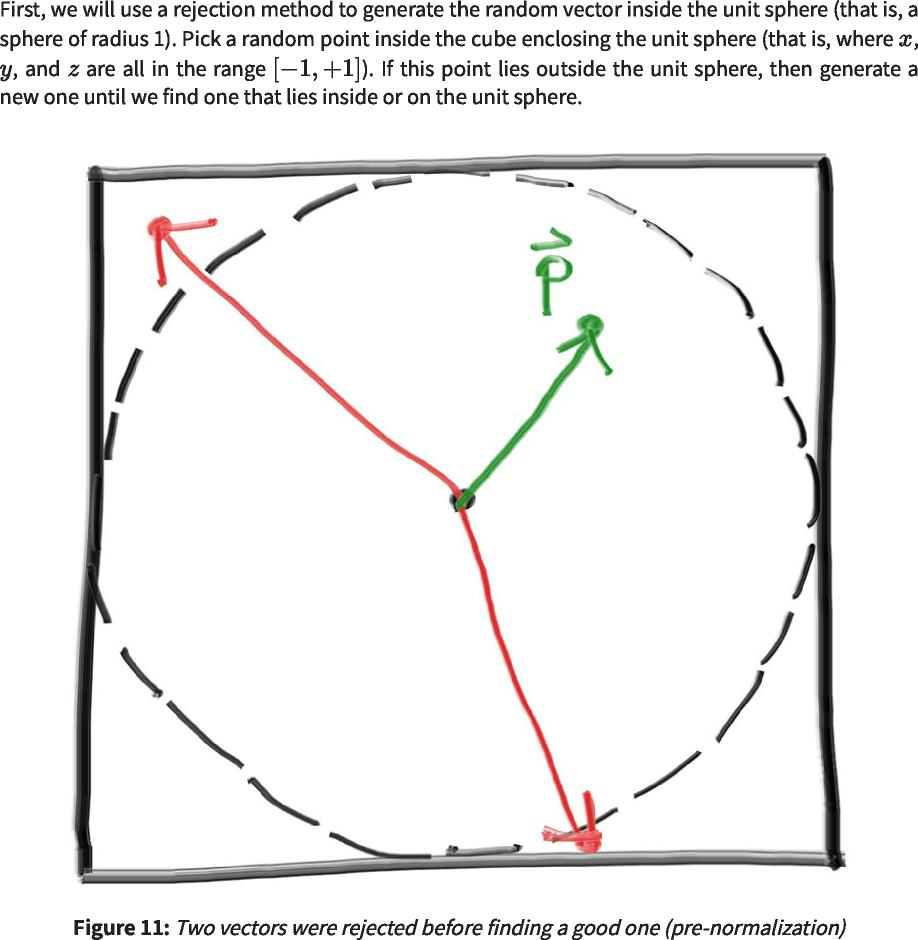 First, we will use a rejection method to generate the random vector inside the unit sphere (that is, a
sphere of radius 1). Pick a random point inside the cube enclosing the unit sphere (that is, where x,
y, and z are all in the range [−1, +1]). If this point lies outside the unit sphere, then generate a
new one until we find one that lies inside or on the unit sphere.
P⃗
Figure 11: Two vectors were rejected before finding a good one (pre-normalization)